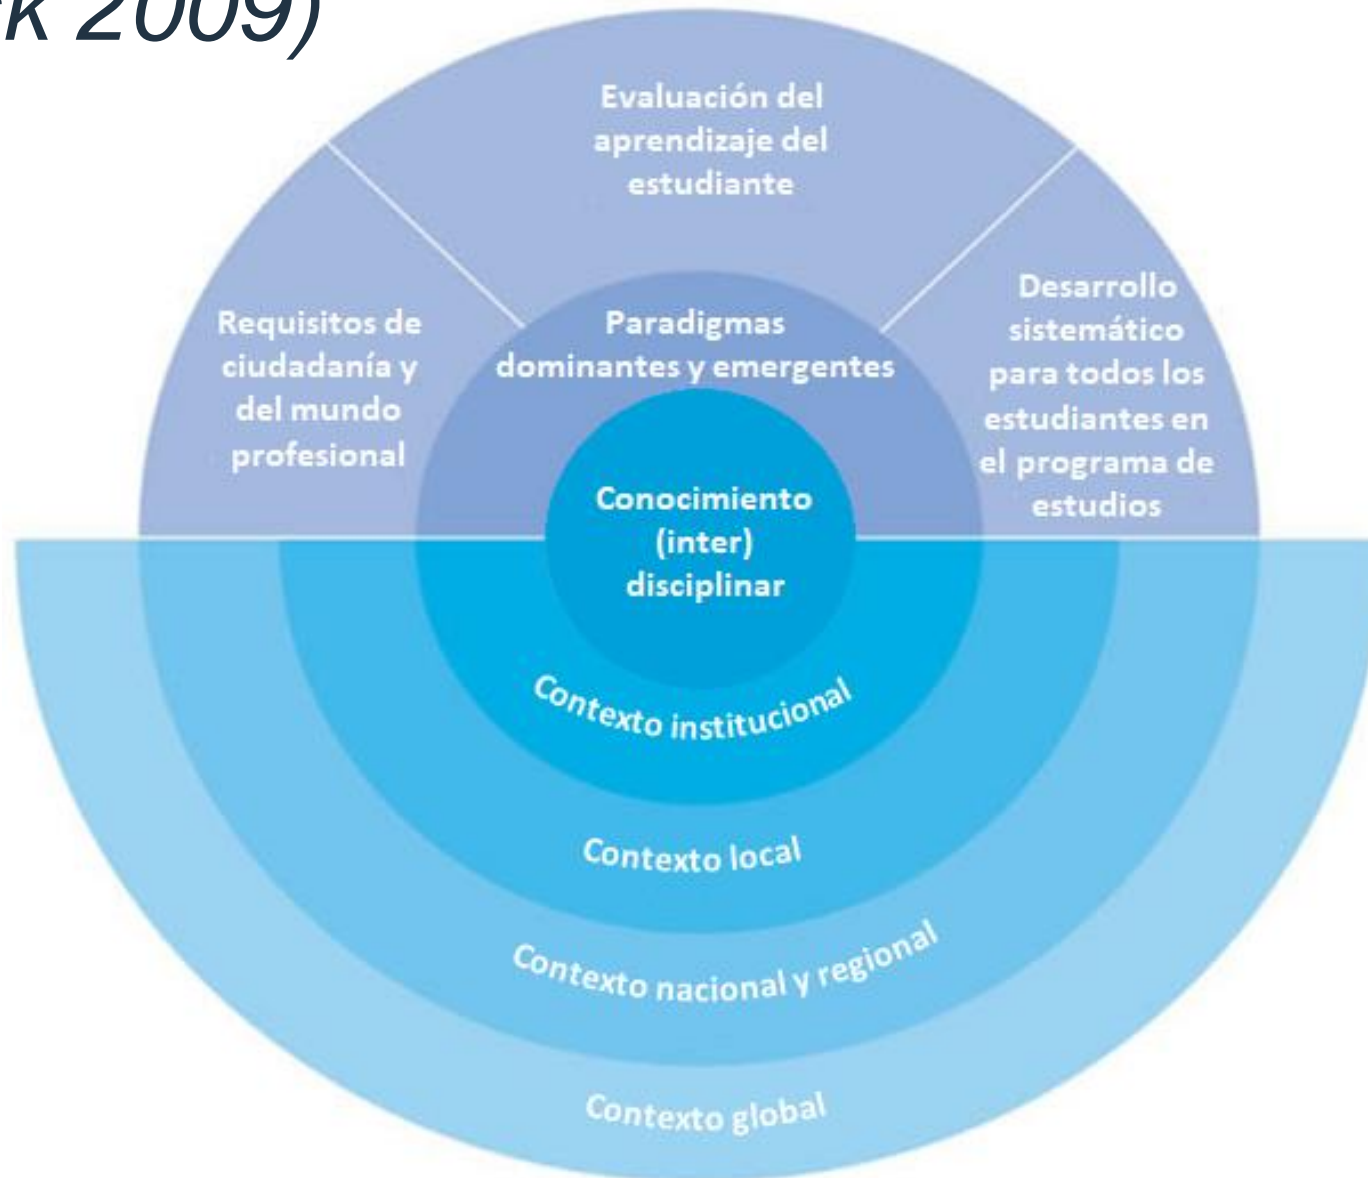 ck 2009)
Evaluación del
aprendizaje del
estudiante
Requisitos de
ciudadanía y
del mundo
profesional
Paradigmas
dominantes y emergentes
Desarrollo
sistemático
para todos los
estudiantes en
el programa de
estudios
Conocimiento
(inter)
disciplinar
Contexto institucional
Contexto local
Contexto nacional y regional
Contexto global